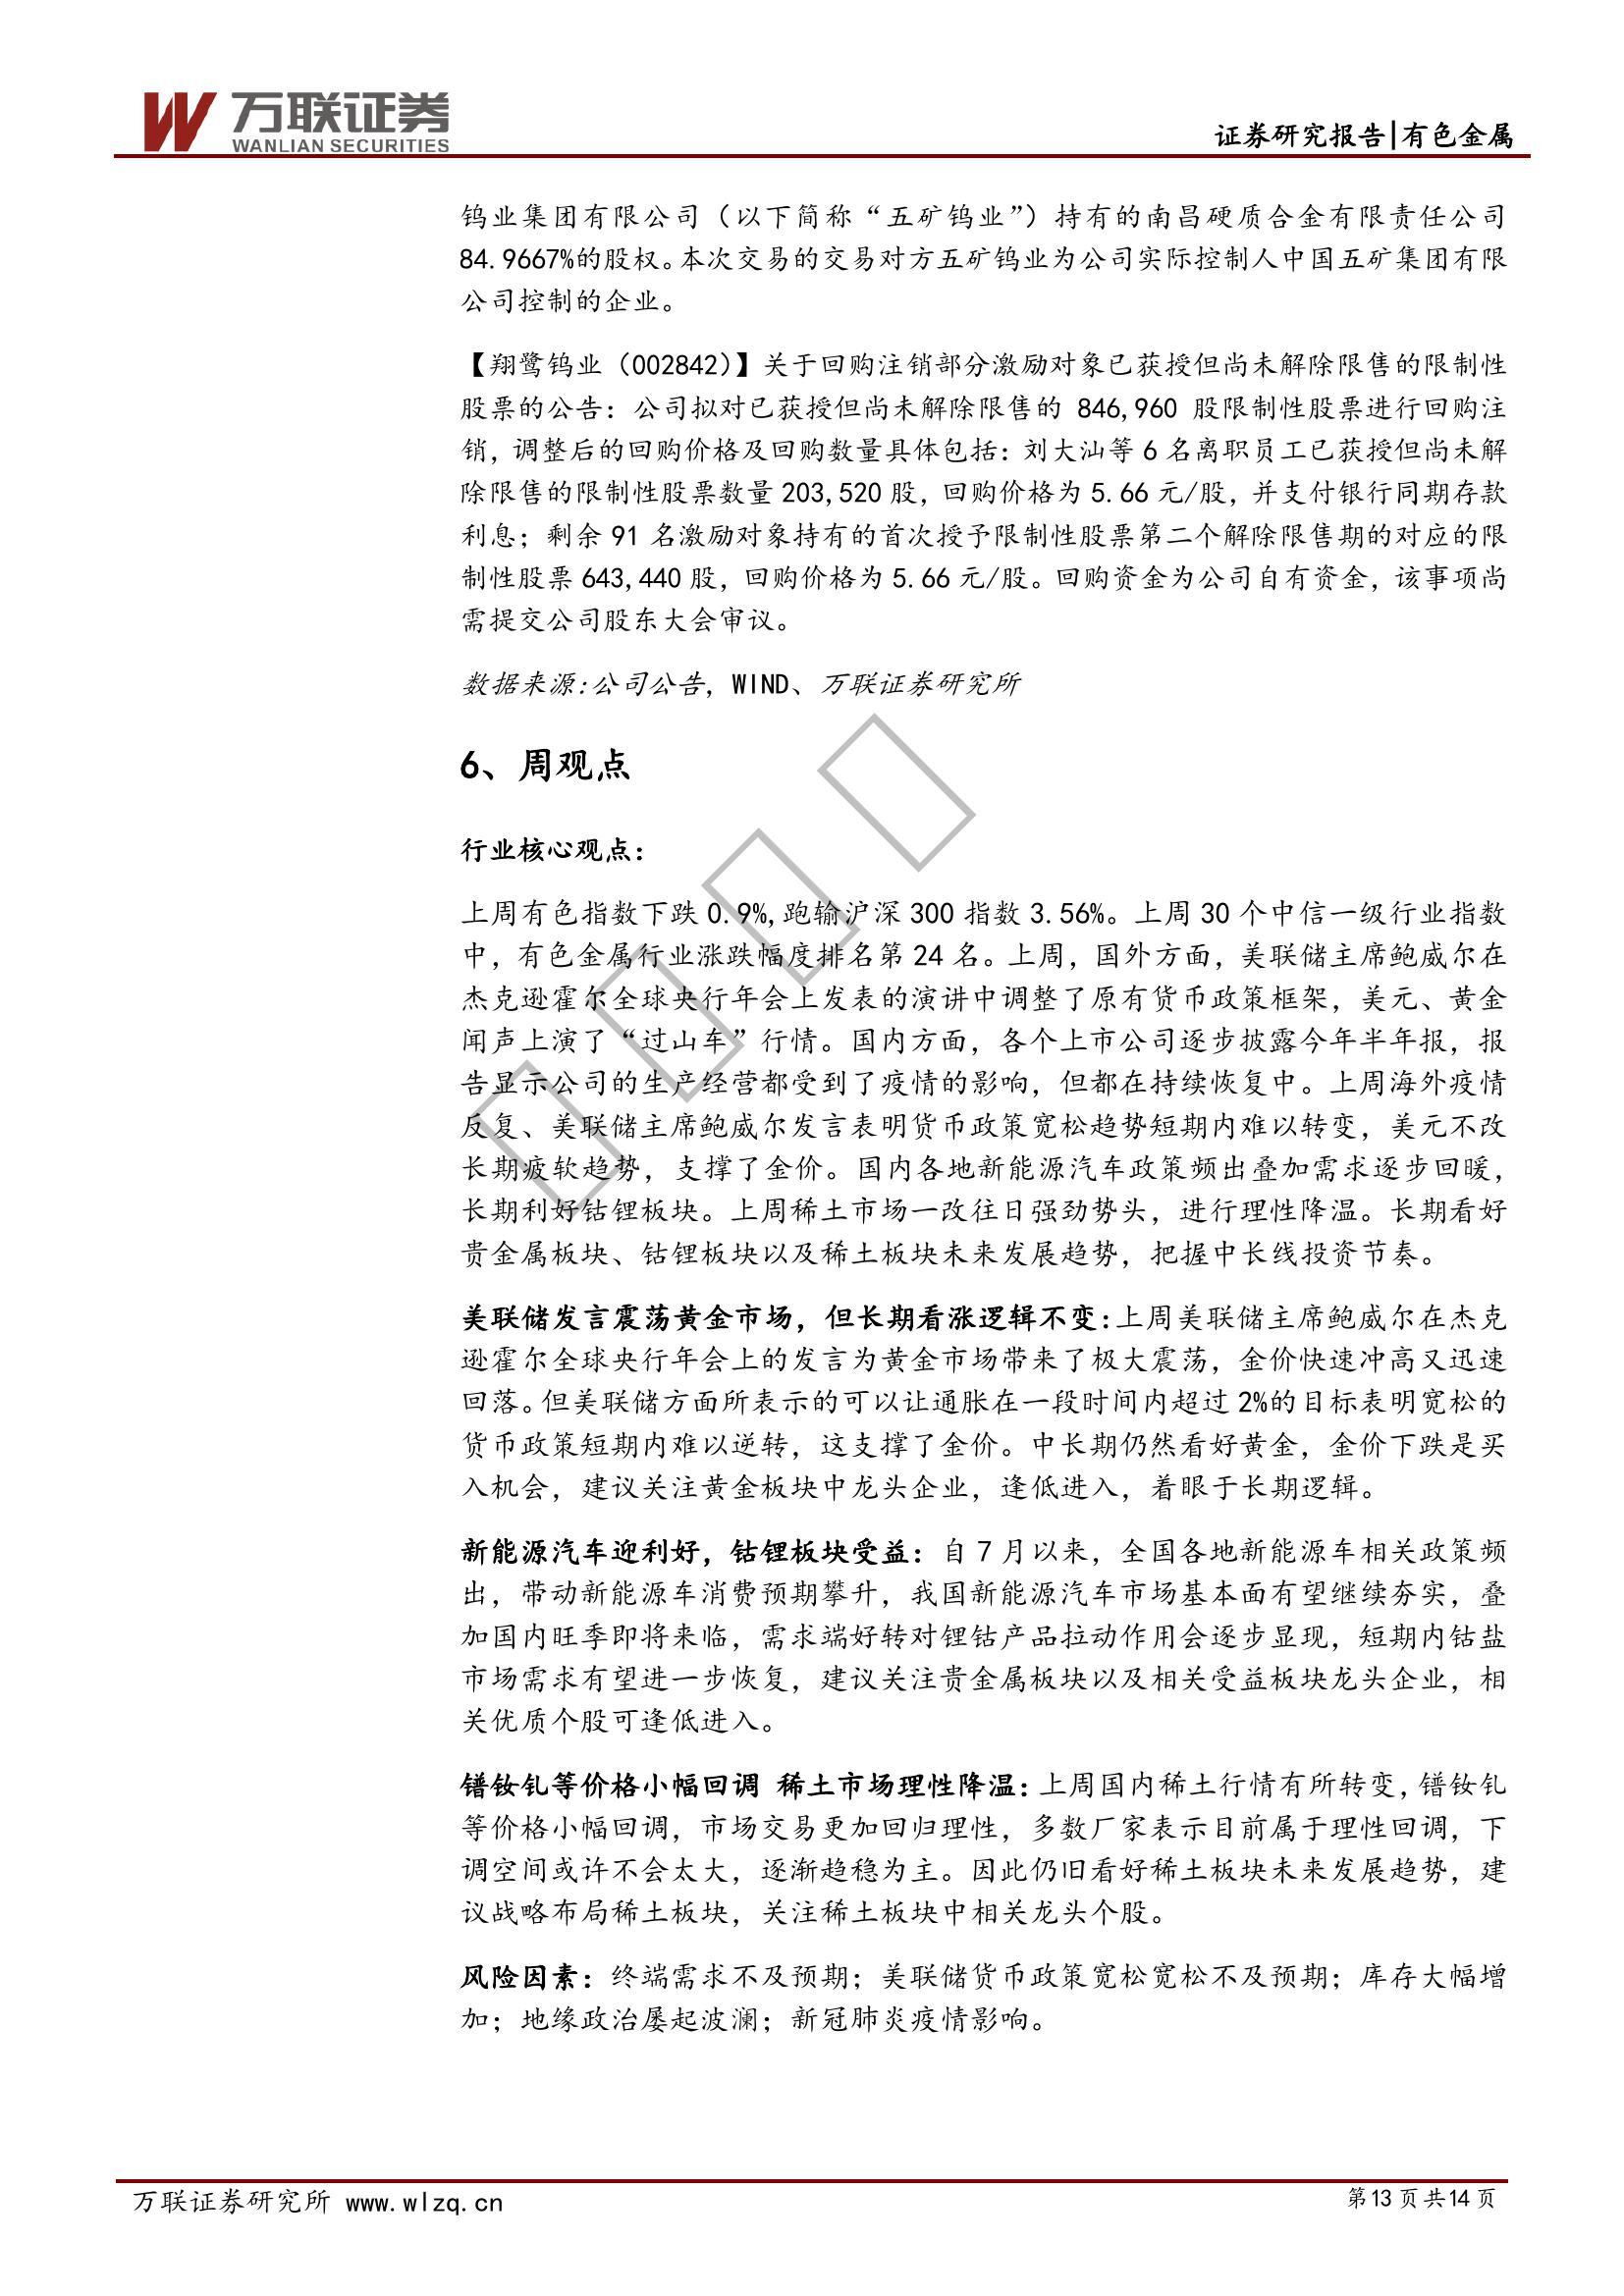 万联证券
WANLIAN SECURITIES
证券研究报告|有色金属
钨业集团有限公司（以下简称“五矿钨业”）持有的南昌硬质合金有限责任公司
84.9667%的股权。本次交易的交易对方五矿钨业为公司实际控制人中国五矿集团有限
公司控制的企业。
【翔鹭钨业（002842）】关于回购注销部分激励对象已获授但尚未解除限售的限制性
股票的公告：公司拟对已获授但尚未解除限售的 846,960 股限制性股票进行回购注
销，调整后的回购价格及回购数量具体包括：刘大汕等 6 名离职员工已获授但尚未解
除限售的限制性股票数量 203,520 股，回购价格为 5.66 元/股，并支付银行同期存款
利息；剩余 91 名激励对象持有的首次授予限制性股票第二个解除限售期的对应的限
制性股票 643,440 股，回购价格为 5.66 元/股。回购资金为公司自有资金，该事项尚
需提交公司股东大会审议。
数据来源:公司公告，WIND、万联证券研究所
6、周观点
行业核心观点：
上周有色指数下跌 0.9%,跑输沪深 300 指数 3.56%。上周 30 个中信一级行业指数
中，有色金属行业涨跌幅度排名第 24 名。上周，国外方面，美联储主席鲍威尔在
杰克逊霍尔全球央行年会上发表的演讲中调整了原有货币政策框架，美元、黄金
闻声上演了“过山车”行情。国内方面，各个上市公司逐步披露今年半年报，报
告显示公司的生产经营都受到了疫情的影响，但都在持续恢复中。上周海外疫情
反复、美联储主席鲍威尔发言表明货币政策宽松趋势短期内难以转变，美元不改
长期疲软趋势，支撑了金价。国内各地新能源汽车政策频出叠加需求逐步回暖，
长期利好钴锂板块。上周稀土市场一改往日强劲势头，进行理性降温。长期看好
贵金属板块、钴锂板块以及稀土板块未来发展趋势，把握中长线投资节奏。
美联储发言震荡黄金市场，但长期看涨逻辑不变:上周美联储主席鲍威尔在杰克
逊霍尔全球央行年会上的发言为黄金市场带来了极大震荡，金价快速冲高又迅速
回落。但美联储方面所表示的可以让通胀在一段时间内超过 2%的目标表明宽松的
货币政策短期内难以逆转，这支撑了金价。中长期仍然看好黄金，金价下跌是买
入机会，建议关注黄金板块中龙头企业，逢低进入，着眼于长期逻辑。
新能源汽车迎利好，钴锂板块受益：自 7 月以来，全国各地新能源车相关政策频
出，带动新能源车消费预期攀升，我国新能源汽车市场基本面有望继续夯实，叠
加国内旺季即将来临，需求端好转对锂钴产品拉动作用会逐步显现，短期内钴盐
市场需求有望进一步恢复，建议关注贵金属板块以及相关受益板块龙头企业，相
关优质个股可逢低进入。
镨钕钆等价格小幅回调 稀土市场理性降温：上周国内稀土行情有所转变，镨钕钆
等价格小幅回调，市场交易更加回归理性，多数厂家表示目前属于理性回调，下
调空间或许不会太大，逐渐趋稳为主。因此仍旧看好稀土板块未来发展趋势，建
议战略布局稀土板块，关注稀土板块中相关龙头个股。
风险因素：终端需求不及预期；美联储货币政策宽松宽松不及预期；库存大幅增
加；地缘政治屡起波澜；新冠肺炎疫情影响。
万联证券研究所 www.wlzq.cn
第13页共14页